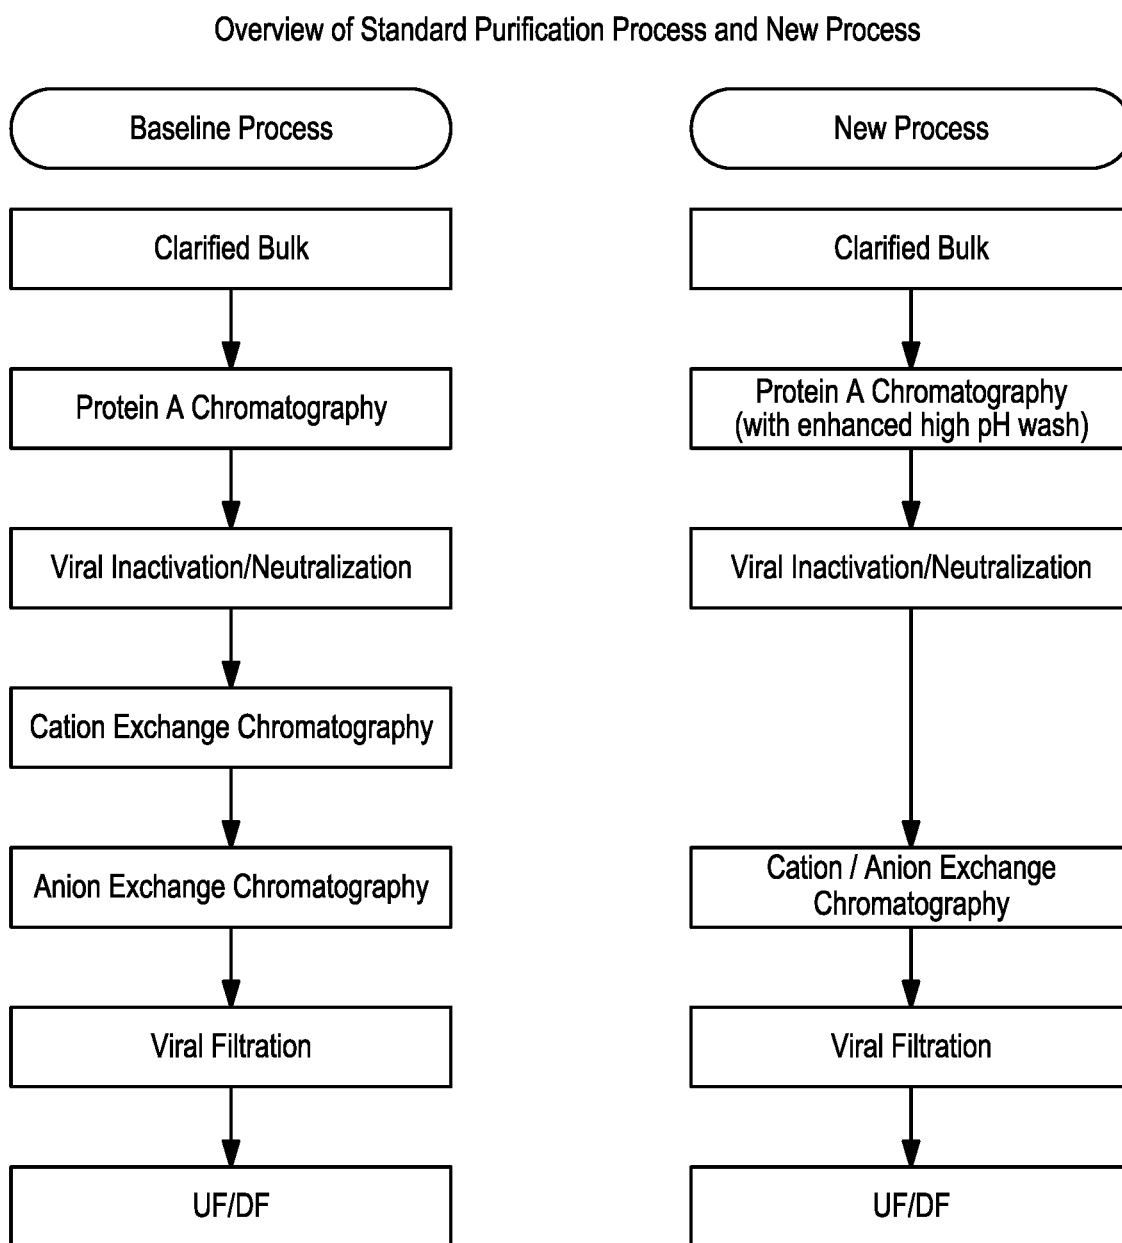 Overview of Standard Purification Process and New Process
Baseline Process
Clarified Bulk
Protein A Chromatography
Viral Inactivation/Neutralization
Cation Exchange Chromatography
Anion Exchange Chromatography
Viral Filtration
UF/DF
New Process
Clarified Bulk
Protein A Chromatography
(with enhanced high pH wash)
Viral Inactivation/Neutralization
Cation / Anion Exchange
Chromatography
Viral Filtration
UF/DF